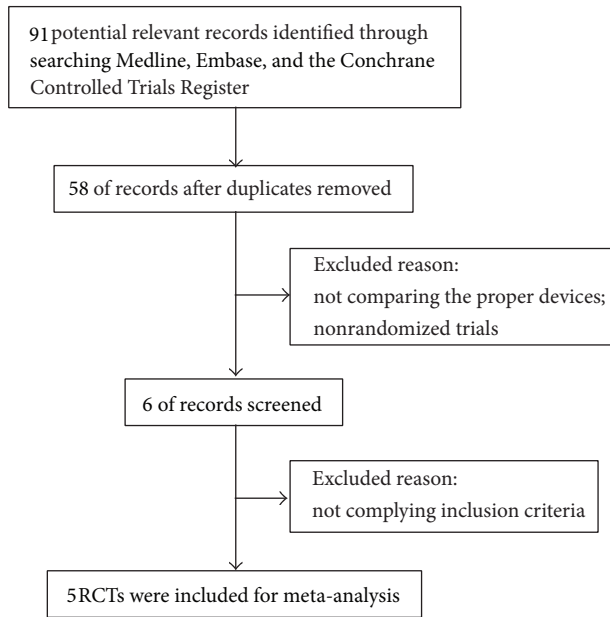 91 potential relevant records identified through
searching Medline, Embase, and the Conchrane
Controlled Trials Register
58 of records after duplicates removed
Excluded reason:
not comparing the proper devices;
nonrandomized trials
6 of records screened
Excluded reason:
not complying inclusion criteria
5 RCTs were included for meta-analysis